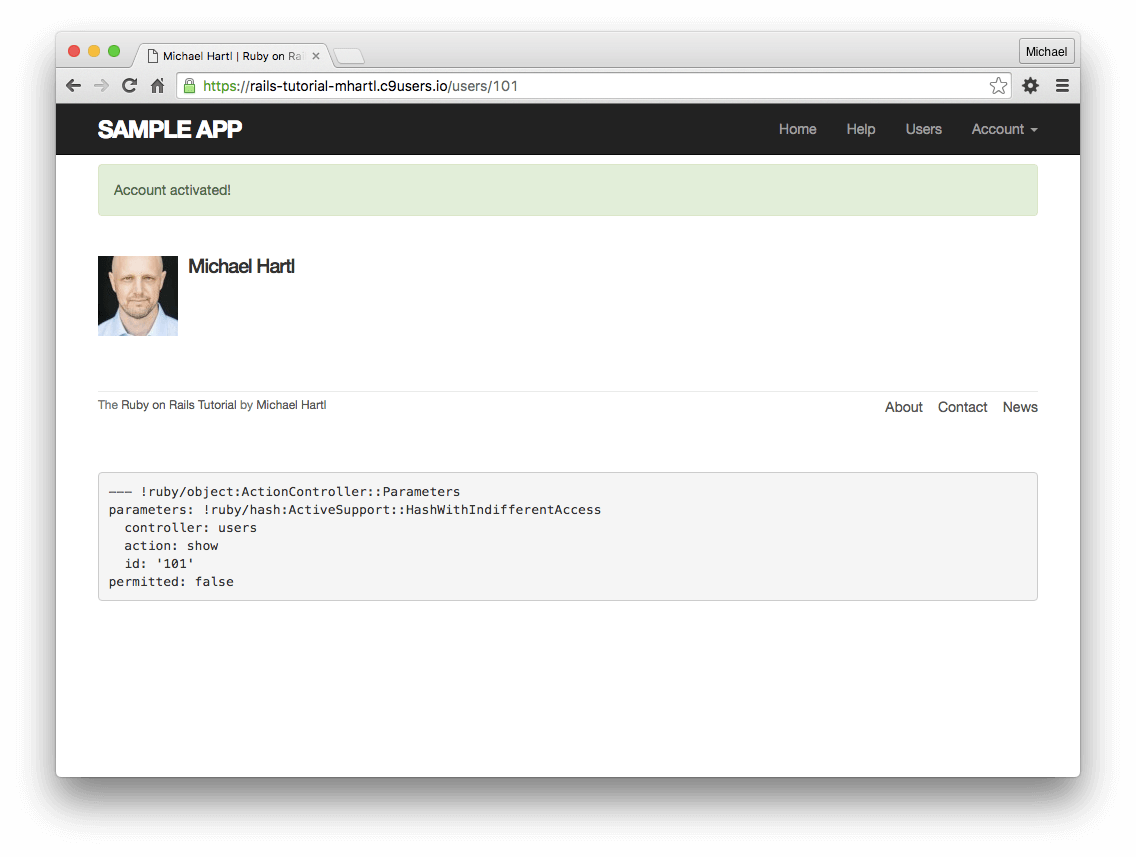 Michael Hartl | Ruby on Rai
Michael
https://rails-tutorial-mhartl.c9users.io/users/101
SAMPLE APP
Home Help Users Account
Account activated!
Michael Hartl
The Ruby on Rails Tutorial by Michael Hartl
About Contact News
--- !ruby/object:ActionController::Parameters
parameters: !ruby/hash:ActiveSupport::HashWithIndifferentAccess
  controller: users
  action: show
  id: '101'
permitted: false